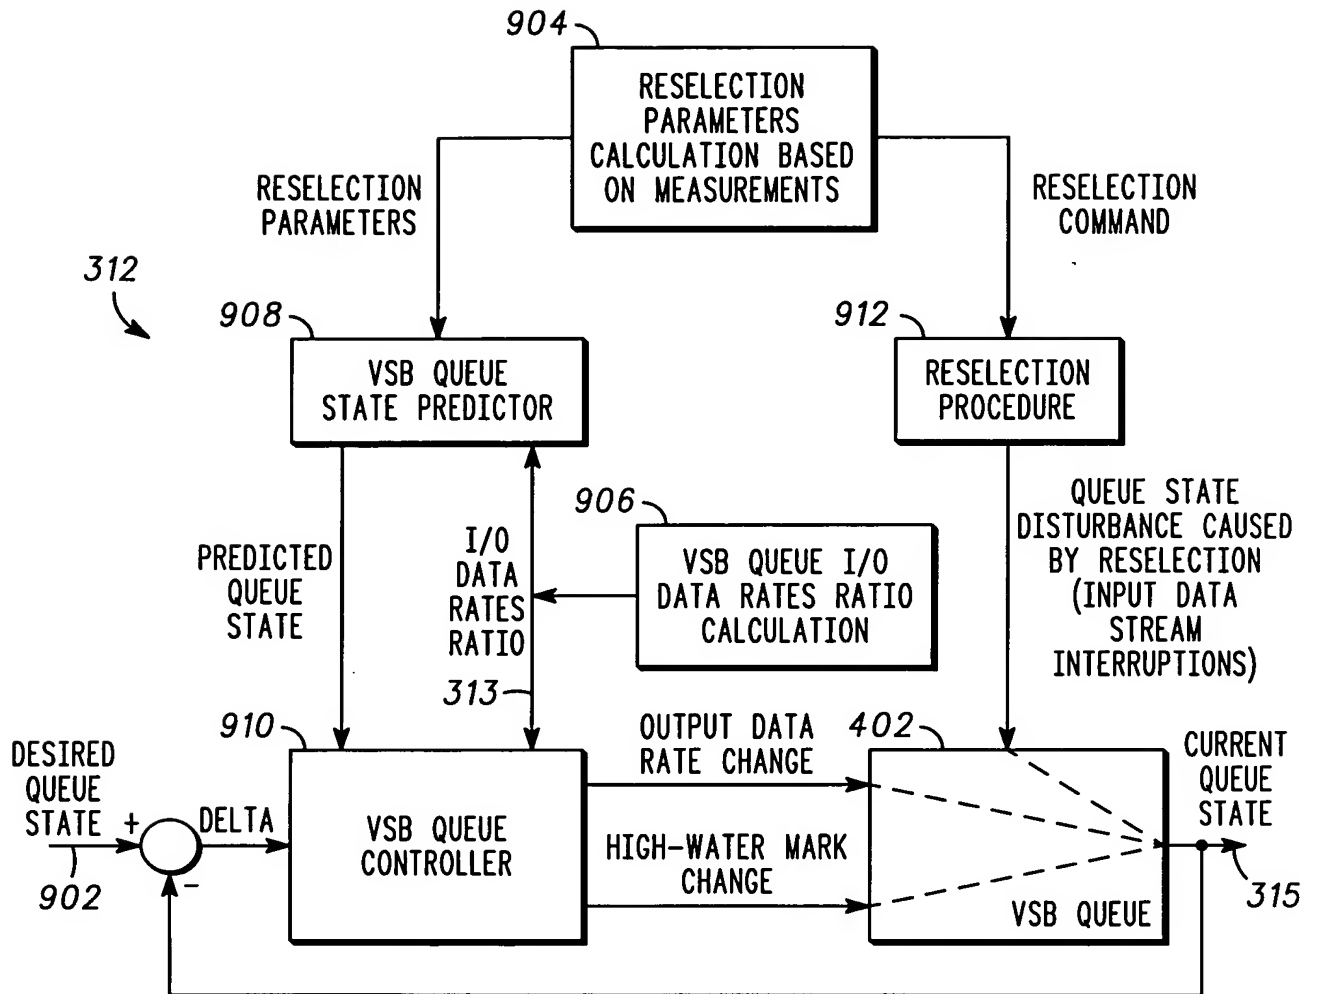 904
RESELECTION
PARAMETERS
CALCULATION BASED
ON MEASUREMENTS
RESELECTION
PARAMETERS
RESELECTION
COMMAND
312
908
VSB QUEUE
STATE PREDICTOR
912
RESELECTION
PROCEDURE
PREDICTED
QUEUE
STATE
I/O
DATA
RATES
RATIO
313
906
VSB QUEUE I/O
DATA RATES RATIO
CALCULATION
QUEUE STATE
DISTURBANCE CAUSED
BY RESELECTION
(INPUT DATA
STREAM
INTERRUPTIONS)
DESIRED
QUEUE
STATE
+
-
902
DELTA
910
VSB QUEUE
CONTROLLER
OUTPUT DATA
RATE CHANGE
HIGH-WATER MARK
CHANGE
402
VSB QUEUE
CURRENT
QUEUE
STATE
315